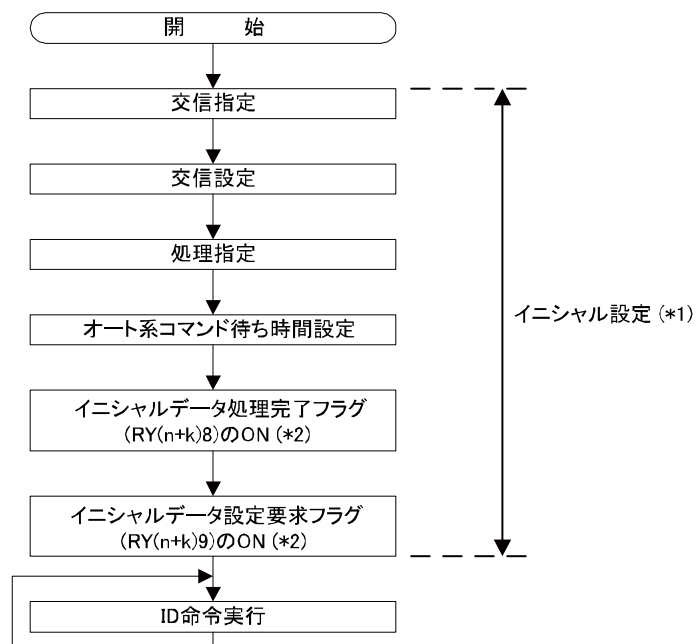 開 始
交信指定
交信設定
処理指定
オート系コマンド待ち時間設定
イニシャルデータ処理完了フラグ
(RY(n+k)8)のON (*2)
イニシャルデータ設定要求フラグ
(RY(n+k)9)のON (*2)
イニシャル設定 (*1)
ID命令実行